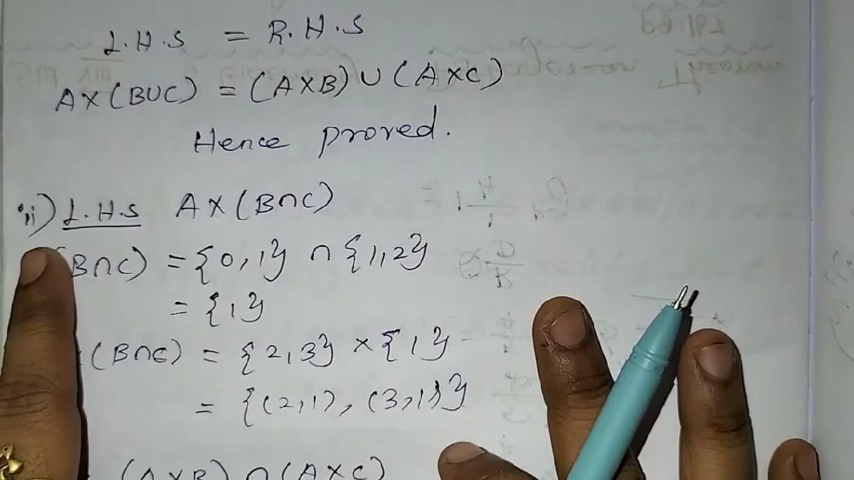 L.H.S = R.H.S
A×(B∪C) = (A×B) ∪ (A×C)
Hence proved.
ii) L.H.S A×(B∩C)
(B∩C) = {0,1} ∩ {1,2}
= {1}
(B∩C) = {2,3} × {1}
= {(2,1), (3,1)}
(A×B) ∩ (A×C)